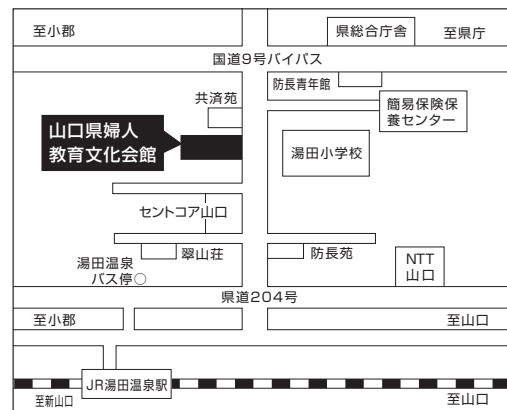 至小郡
県総合庁舎
至県庁
国道9号バイパス
防長青年館
共済苑
簡易保険保
養センター
山口県婦人
教育文化会館
湯田小学校
セントコア山口
翠山荘
防長苑
湯田温泉
バス停○
NTT
山口
県道204号
至小郡
至山口
JR湯田温泉駅
至新山口
至山口